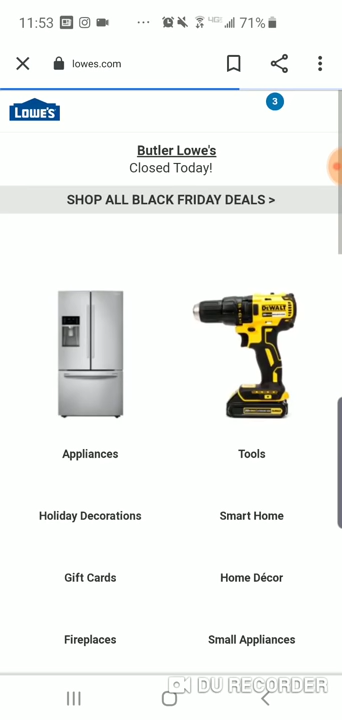 11:53 ... 4G 71%
lowes.com
LOWE'S
3
Butler Lowe's
Closed Today!
SHOP ALL BLACK FRIDAY DEALS >
DEWALT
Appliances
Tools
Holiday Decorations
Smart Home
Gift Cards
Home Décor
Fireplaces
Small Appliances
DU RECORDER